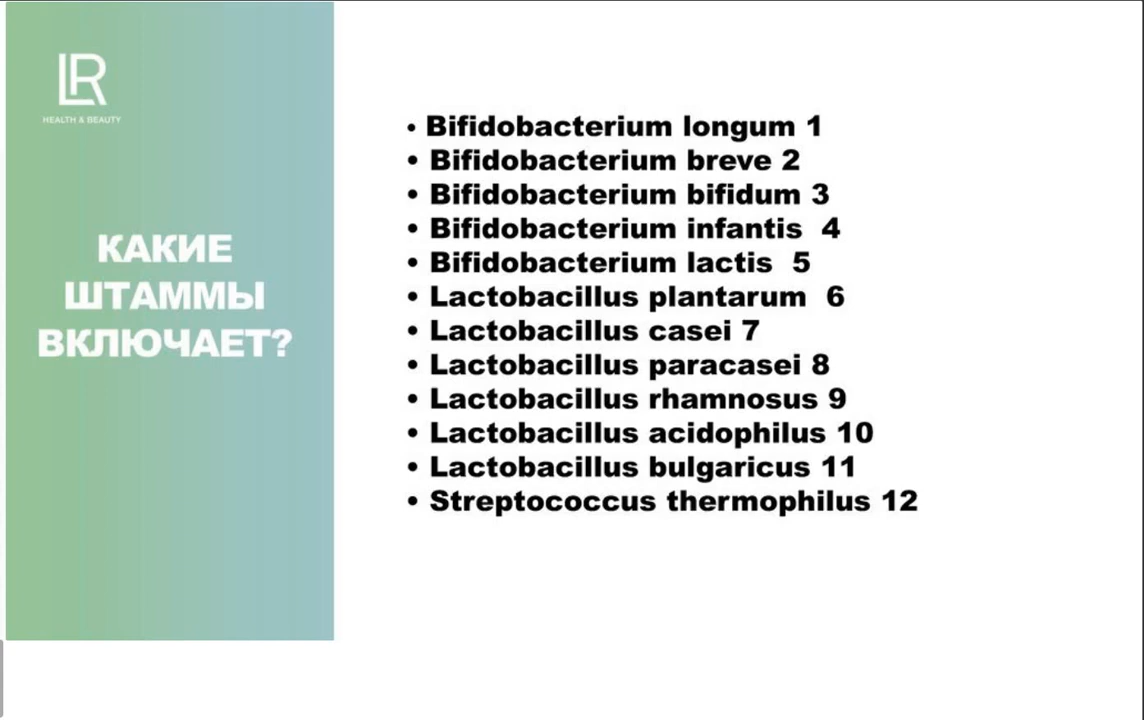 LR
HEALTH & BEAUTY
КАКИЕ
ШТАММЫ
ВКЛЮЧАЕТ?
• Bifidobacterium longum 1
• Bifidobacterium breve 2
• Bifidobacterium bifidum 3
• Bifidobacterium infantis  4
• Bifidobacterium lactis  5
• Lactobacillus plantarum  6
• Lactobacillus casei 7
• Lactobacillus paracasei 8
• Lactobacillus rhamnosus 9
• Lactobacillus acidophilus 10
• Lactobacillus bulgaricus 11
• Streptococcus thermophilus 12